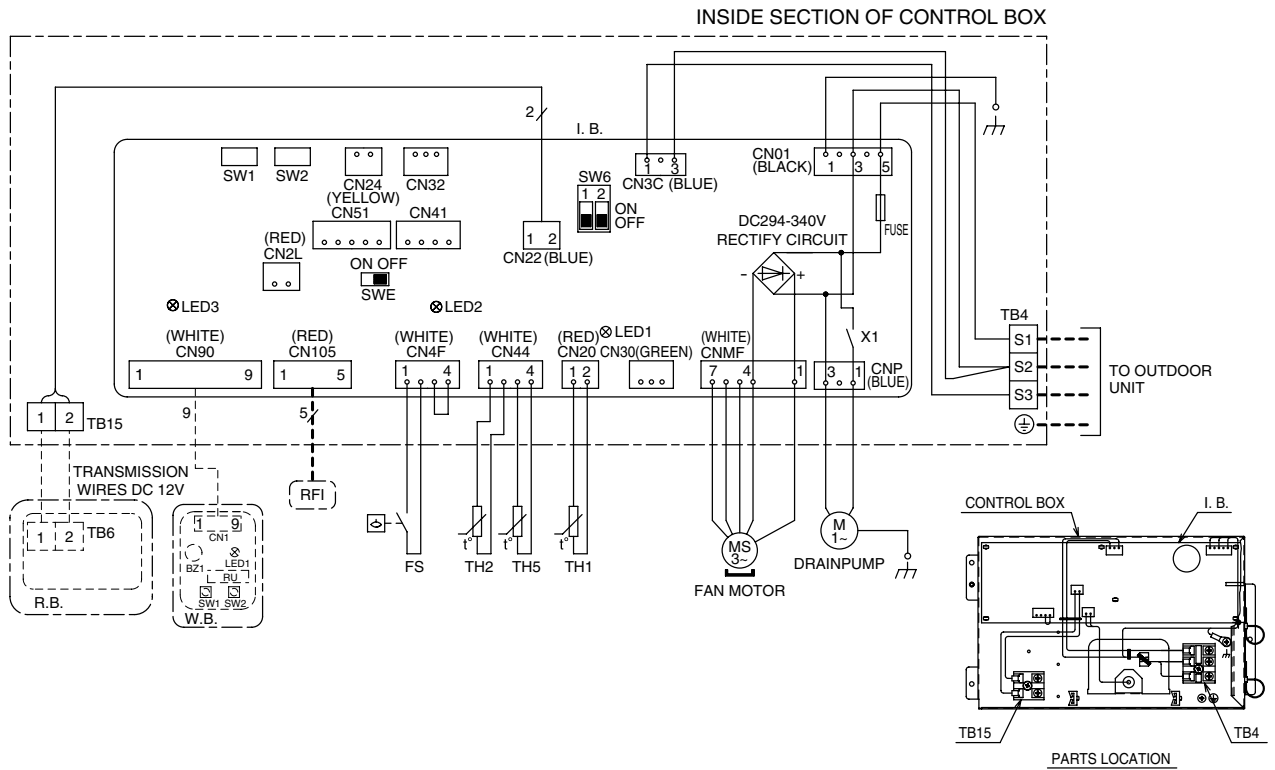 INSIDE SECTION OF CONTROL BOX
2
I. B.
SW1
SW2
CN24
(YELLOW)
CN32
CN51
CN41
(RED)
CN2L
ON OFF
SWE
1 2
CN22 (BLUE)
SW6
1 2
ON
OFF
1 3
CN3C (BLUE)
CN01
(BLACK)
1 3 5
FUSE
DC294-340V
RECTIFY CIRCUIT
- +
X1
LED3
LED2
LED1
(WHITE)
CN90
1 9
(RED)
CN105
1 5
(WHITE)
CN4F
1 4
(WHITE)
CN44
1 4
(RED)
CN20
1 2
CN30(GREEN)
(WHITE)
CNMF
7 4 1
CNP
(BLUE)
3 1
TB4
S1
S2
S3
TO OUTDOOR
UNIT
1 2
TB15
9
5
TRANSMISSION
WIRES DC 12V
1 2
TB6
R.B.
1 9
CN1
BZ1
LED1
RU
SW1 SW2
W.B.
RFI
FS
t°
TH2
t°
TH5
t°
TH1
MS
3~
FAN MOTOR
M
1~
DRAINPUMP
CONTROL BOX
I. B.
TB15
TB4
PARTS LOCATION